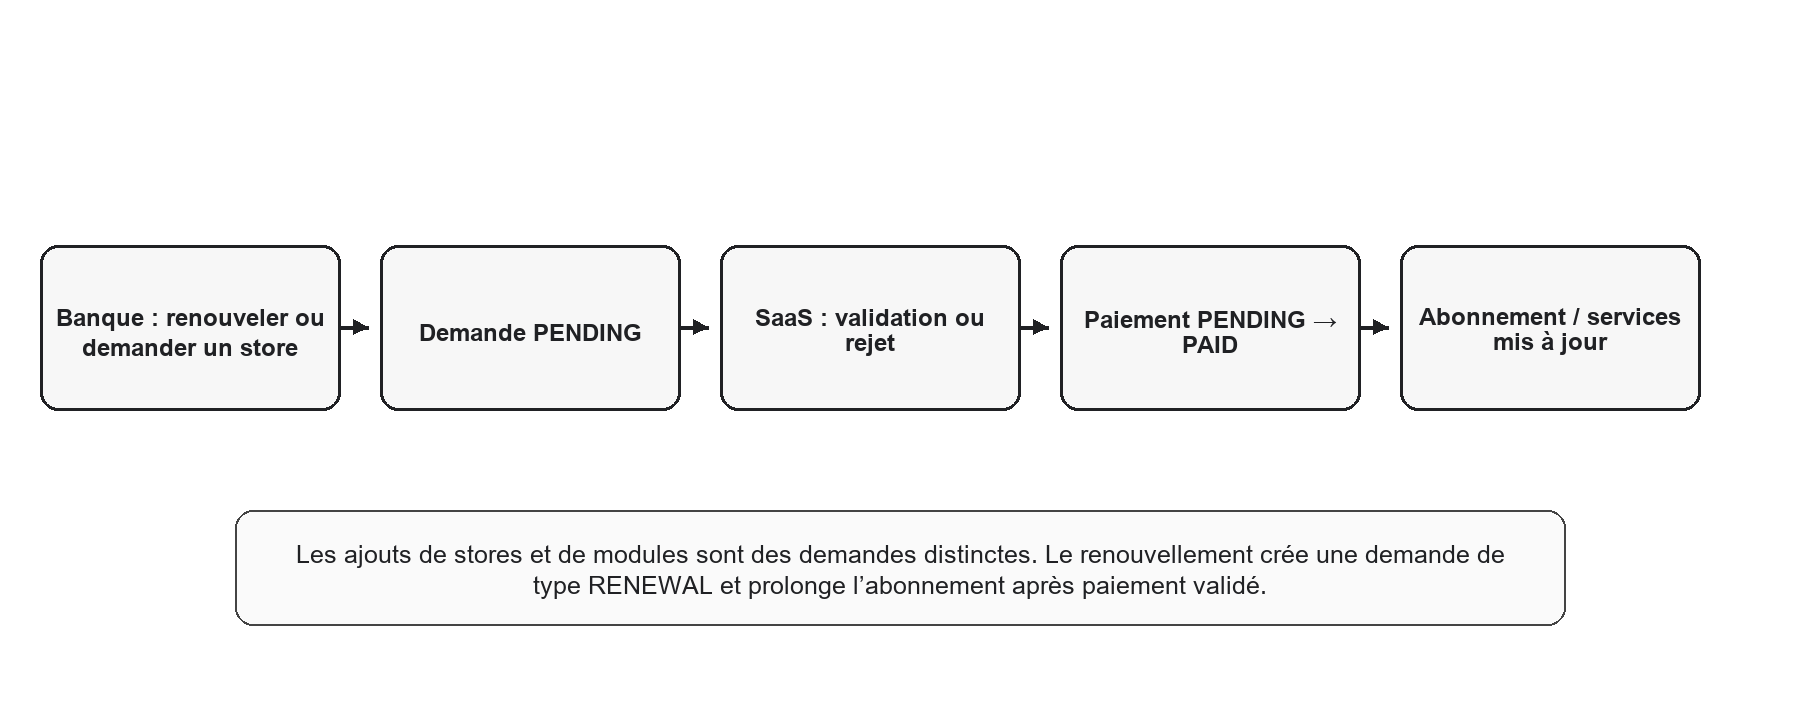 Banque : renouveler ou
demander un store
Demande PENDING
SaaS : validation ou
rejet
Paiement PENDING →
PAID
Abonnement / services
mis à jour
Les ajouts de stores et de modules sont des demandes distinctes. Le renouvellement crée une demande de
type RENEWAL et prolonge l’abonnement après paiement validé.